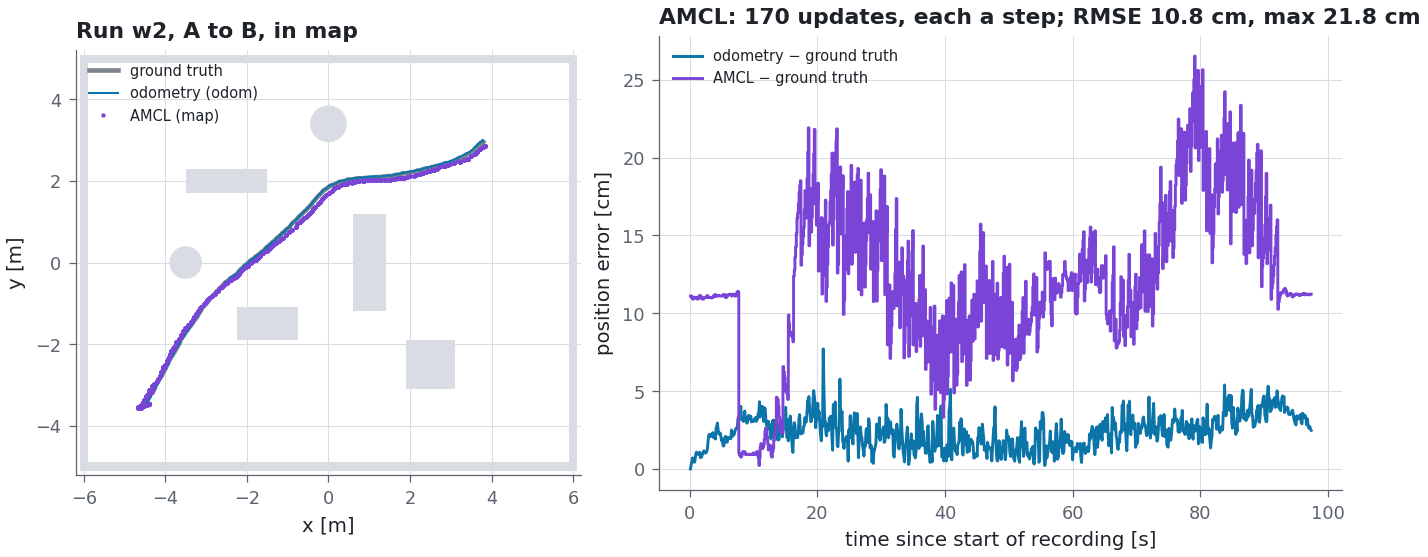 Run w2, A to B, in map
ground truth
odometry (odom)
AMCL (map)
y [m]
4
2
0
−2
−4
−6
−4
−2
0
2
4
6
x [m]
AMCL: 170 updates, each a step; RMSE 10.8 cm, max 21.8 cm
odometry − ground truth
AMCL − ground truth
position error [cm]
25
20
15
10
5
0
0
20
40
60
80
100
time since start of recording [s]